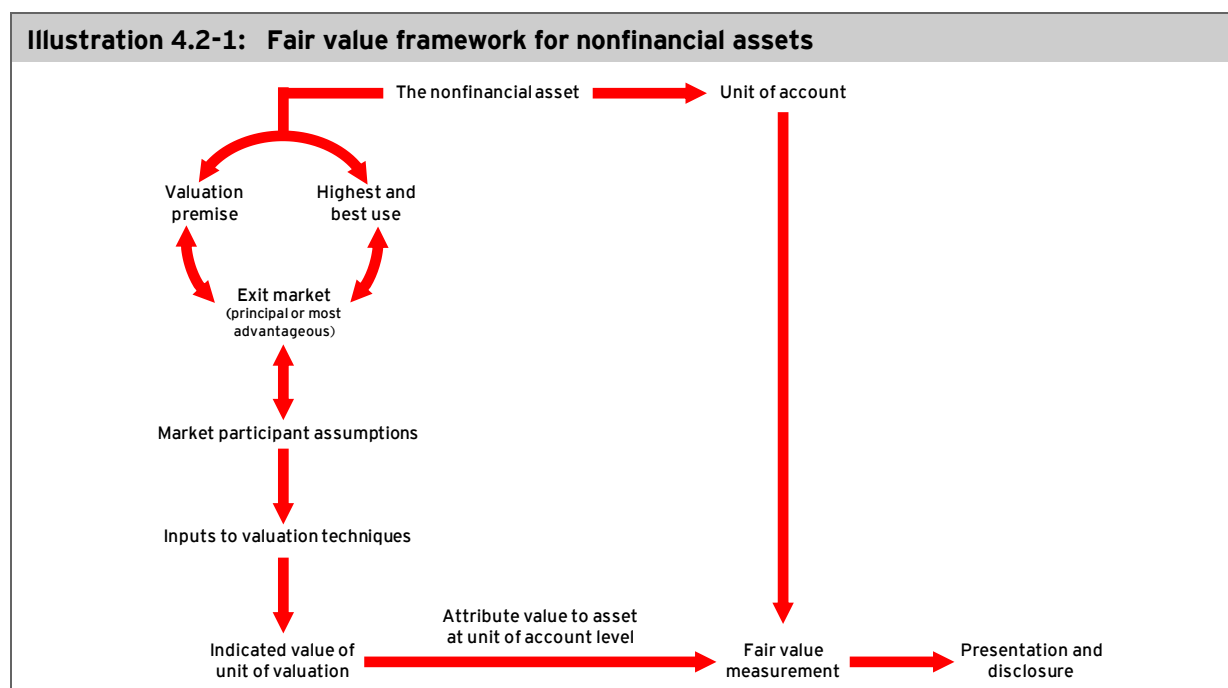 Illustration 4.2-1: Fair value framework for nonfinancial assets
The nonfinancial asset
Unit of account
Valuation
premise
Highest and
best use
Exit market
(principal or most
advantageous)
Market participant assumptions
Inputs to valuation techniques
Attribute value to asset
at unit of account level
Indicated value of
unit of valuation
Fair value
measurement
Presentation and
disclosure